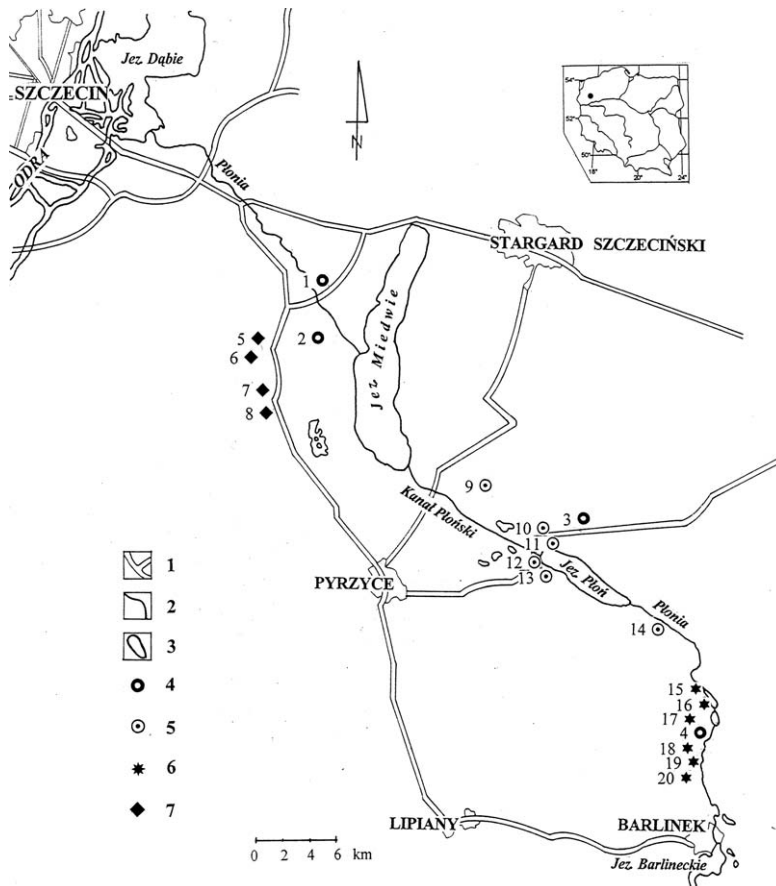 Jez. Dąbie
SZCZECIN
ODRA
Płonia
N
54°
52°
50°
18°
20°
24°
STARGARD SZCZECIŃSKI
1
2
Jez. Miedwie
5
6
7
8
9
Kanał Płoński
3
10
11
12
13
Jez. Płoń
PYRZYCE
Płonia
14
1
2
3
4
5
6
7
15
16
17
4
18
19
20
LIPIANY
BARLINEK
Jez. Barlineckie
0 2 4 6 km